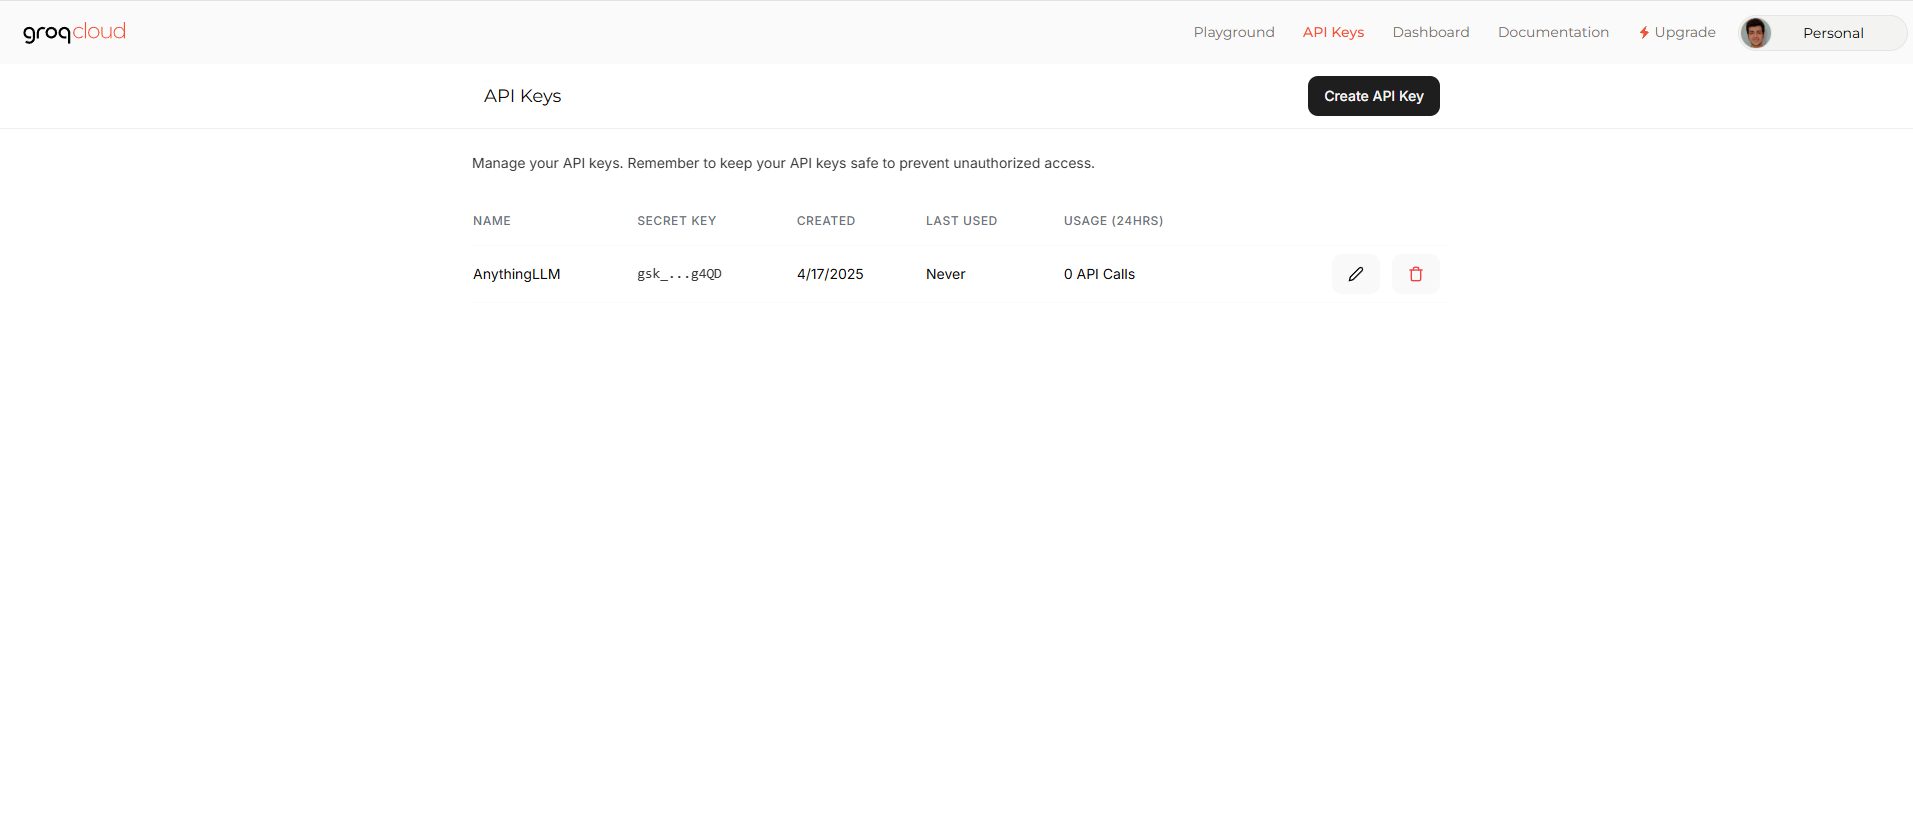 groqcloud
Playground API Keys Dashboard Documentation Upgrade Personal
API Keys Create API Key
Manage your API keys. Remember to keep your API keys safe to prevent unauthorized access.
NAME SECRET KEY CREATED LAST USED USAGE (24HRS)
AnythingLLM gsk_...g4QD 4/17/2025 Never 0 API Calls